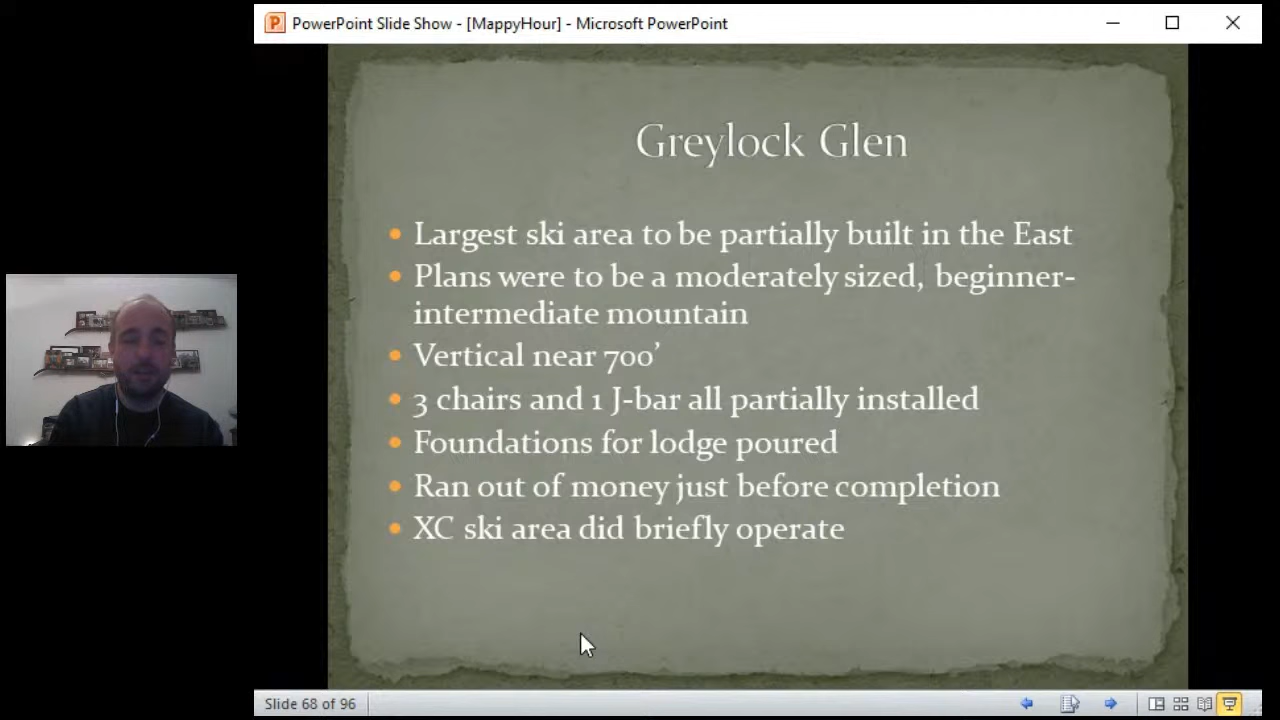 PowerPoint Slide Show - [MappyHour] - Microsoft PowerPoint
Greylock Glen
• Largest ski area to be partially built in the East
• Plans were to be a moderately sized, beginner-
intermediate mountain
• Vertical near 700’
• 3 chairs and 1 J-bar all partially installed
• Foundations for lodge poured
• Ran out of money just before completion
• XC ski area did briefly operate
Slide 68 of 96